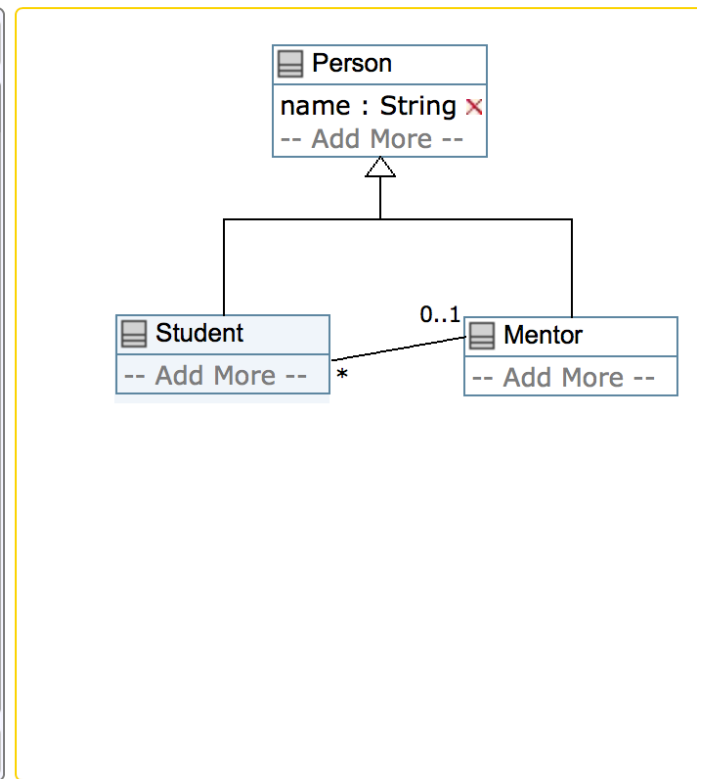 Person
name : String
-- Add More --
0..1
Student
Mentor
-- Add More --
*
-- Add More --